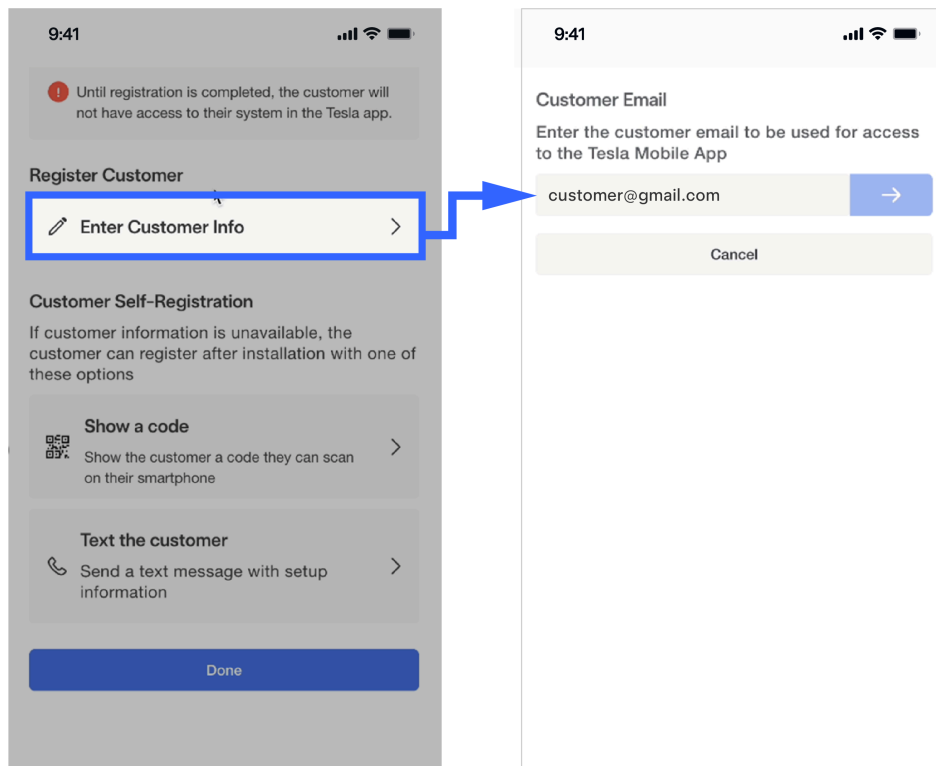 9:41
Until registration is completed, the customer will
not have access to their system in the Tesla app.
Register Customer
Enter Customer Info
Customer Self-Registration
If customer information is unavailable, the
customer can register after installation with one of
these options
Show a code
Show the customer a code they can scan
on their smartphone
Text the customer
Send a text message with setup
information
Done
9:41
Customer Email
Enter the customer email to be used for access
to the Tesla Mobile App
customer@gmail.com
Cancel